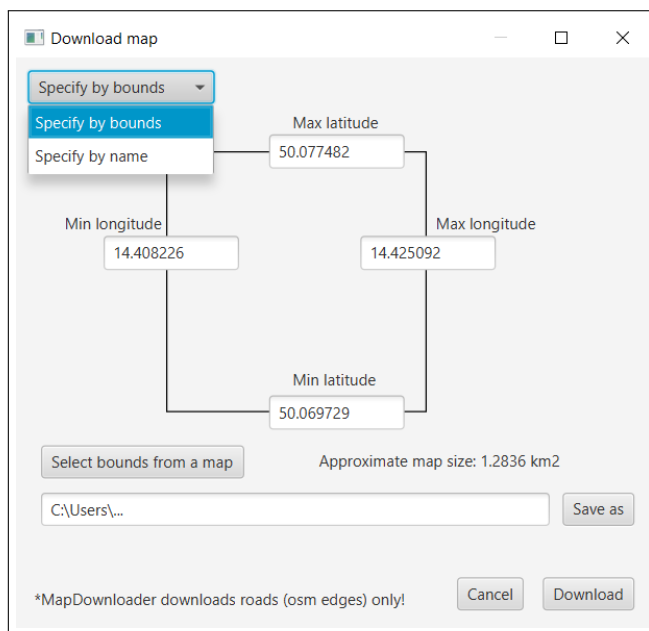 Download map
Specify by bounds
Specify by bounds
Specify by name
Max latitude
50.077482
Min longitude
14.408226
Max longitude
14.425092
Min latitude
50.069729
Select bounds from a map
Approximate map size: 1.2836 km2
C:\Users\...
Save as
*MapDownloader downloads roads (osm edges) only!
Cancel
Download